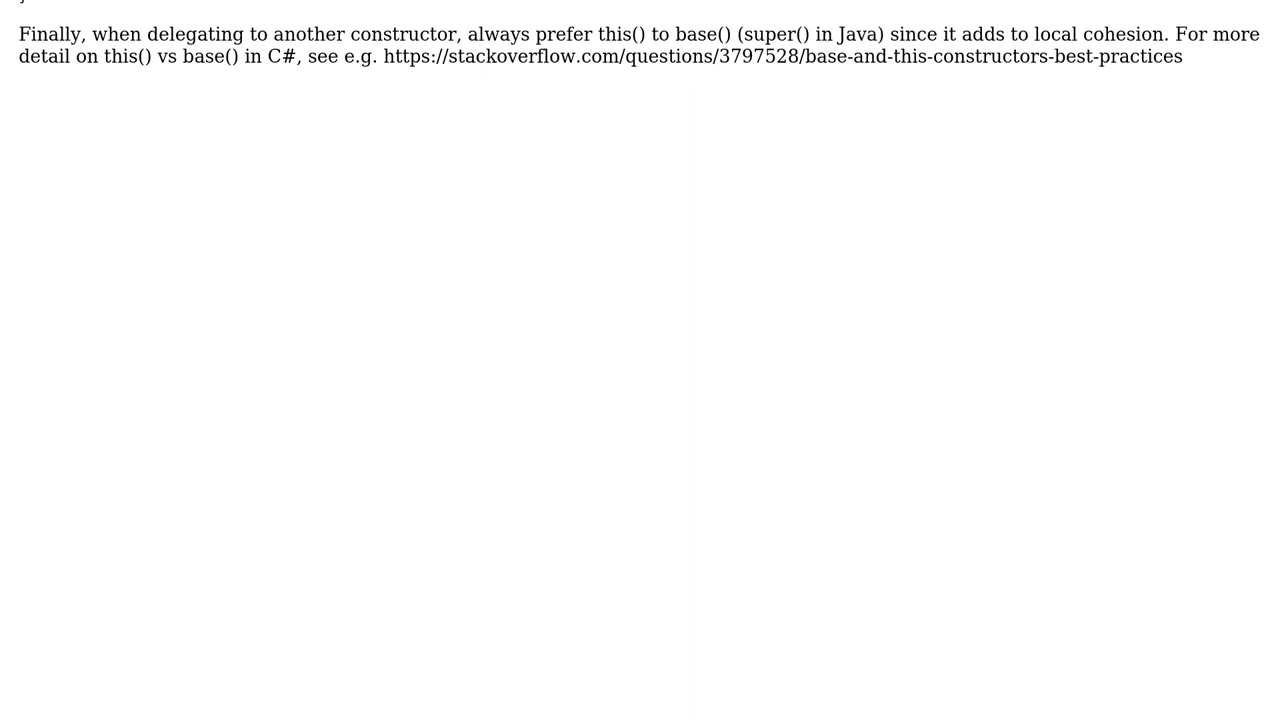 Finally, when delegating to another constructor, always prefer this() to base() (super() in Java) since it adds to local cohesion. For more
detail on this() vs base() in C#, see e.g. https://stackoverflow.com/questions/3797528/base-and-this-constructors-best-practices